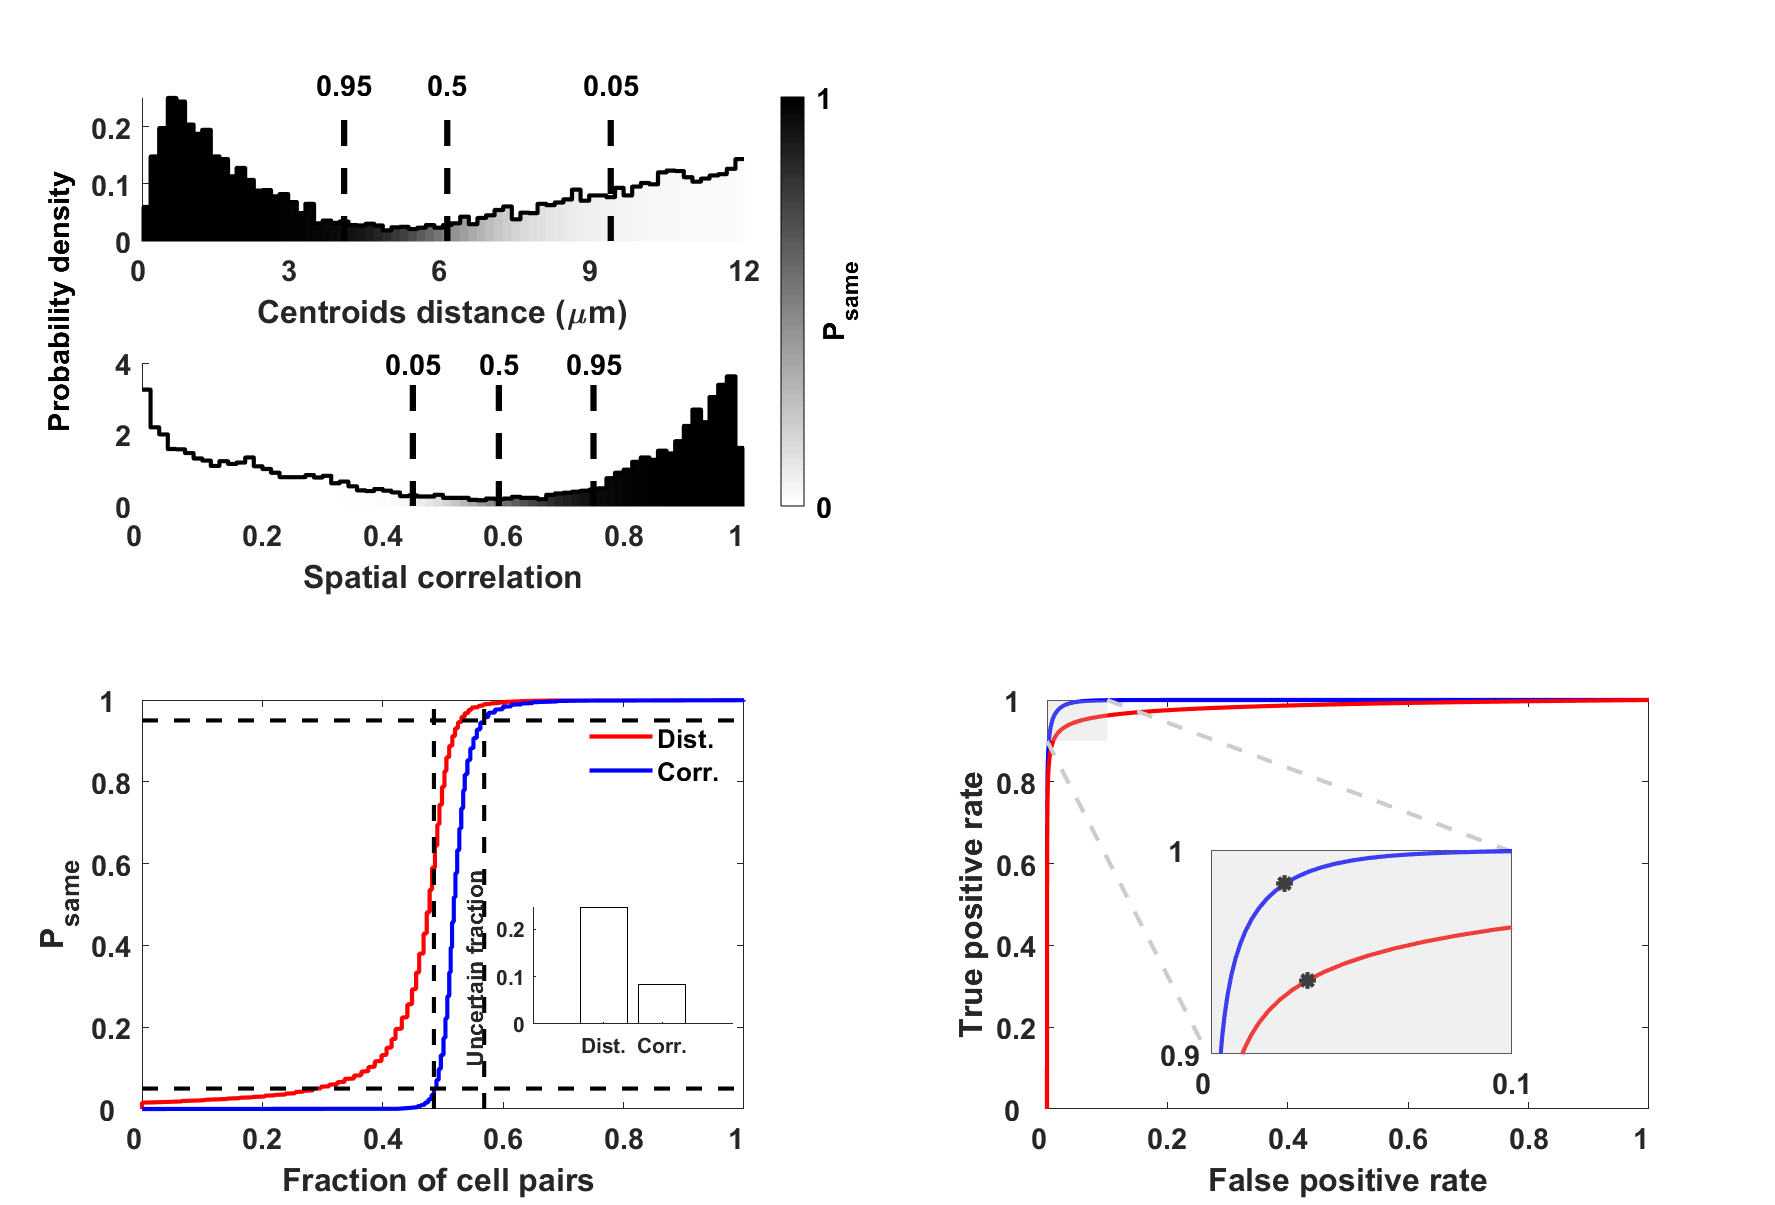 0.95 0.5 0.05
0.2
0.1
0
0 3 6 9 12
Centroids distance (μm)
Probability density
0.05 0.5 0.95
4
2
0
0 0.2 0.4 0.6 0.8 1
Spatial correlation
1
0
P same
1
0.8
0.6
0.4
0.2
0
P same
Dist.
Corr.
Uncertain fraction
0.2
0.1
0
Dist. Corr.
0 0.2 0.4 0.6 0.8 1
Fraction of cell pairs
1
0.8
0.6
0.4
0.2
0
True positive rate
1
0.9
0 0.1
0 0.2 0.4 0.6 0.8 1
False positive rate